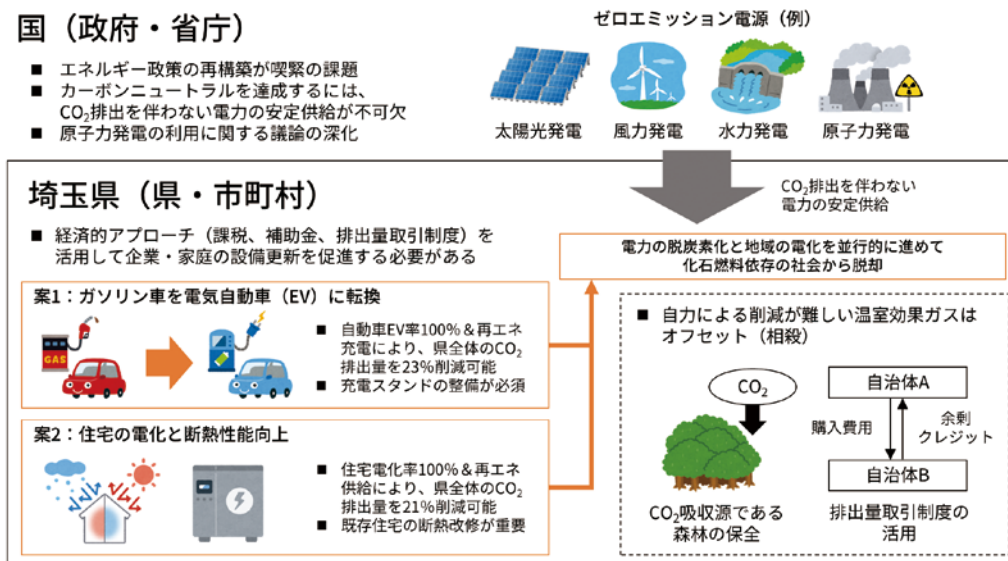 国（政府・省庁）
■ エネルギー政策の再構築が喫緊の課題
■ カーボンニュートラルを達成するには、
CO₂排出を伴わない電力の安定供給が不可欠
■ 原子力発電の利用に関する議論の深化
ゼロエミッション電源（例）
太陽光発電 風力発電 水力発電 原子力発電
CO₂排出を伴わない
電力の安定供給
埼玉県（県・市町村）
■ 経済的アプローチ（課税、補助金、排出量取引制度）を
活用して企業・家庭の設備更新を促進する必要がある
電力の脱炭素化と地域の電化を並行的に進めて
化石燃料依存の社会から脱却
案1：ガソリン車を電気自動車（EV）に転換
GAS
■ 自動車EV率100％＆再エネ
充電により、県全体のCO₂
排出量を23％削減可能
■ 充電スタンドの整備が必須
案2：住宅の電化と断熱性能向上
■ 住宅電化率100％＆再エネ
供給により、県全体のCO₂
排出量を21％削減可能
■ 既存住宅の断熱改修が重要
■ 自力による削減が難しい温室効果ガスは
オフセット（相殺）
CO₂
CO₂吸収源である
森林の保全
自治体A
購入費用
余剰
クレジット
自治体B
排出量取引制度の
活用